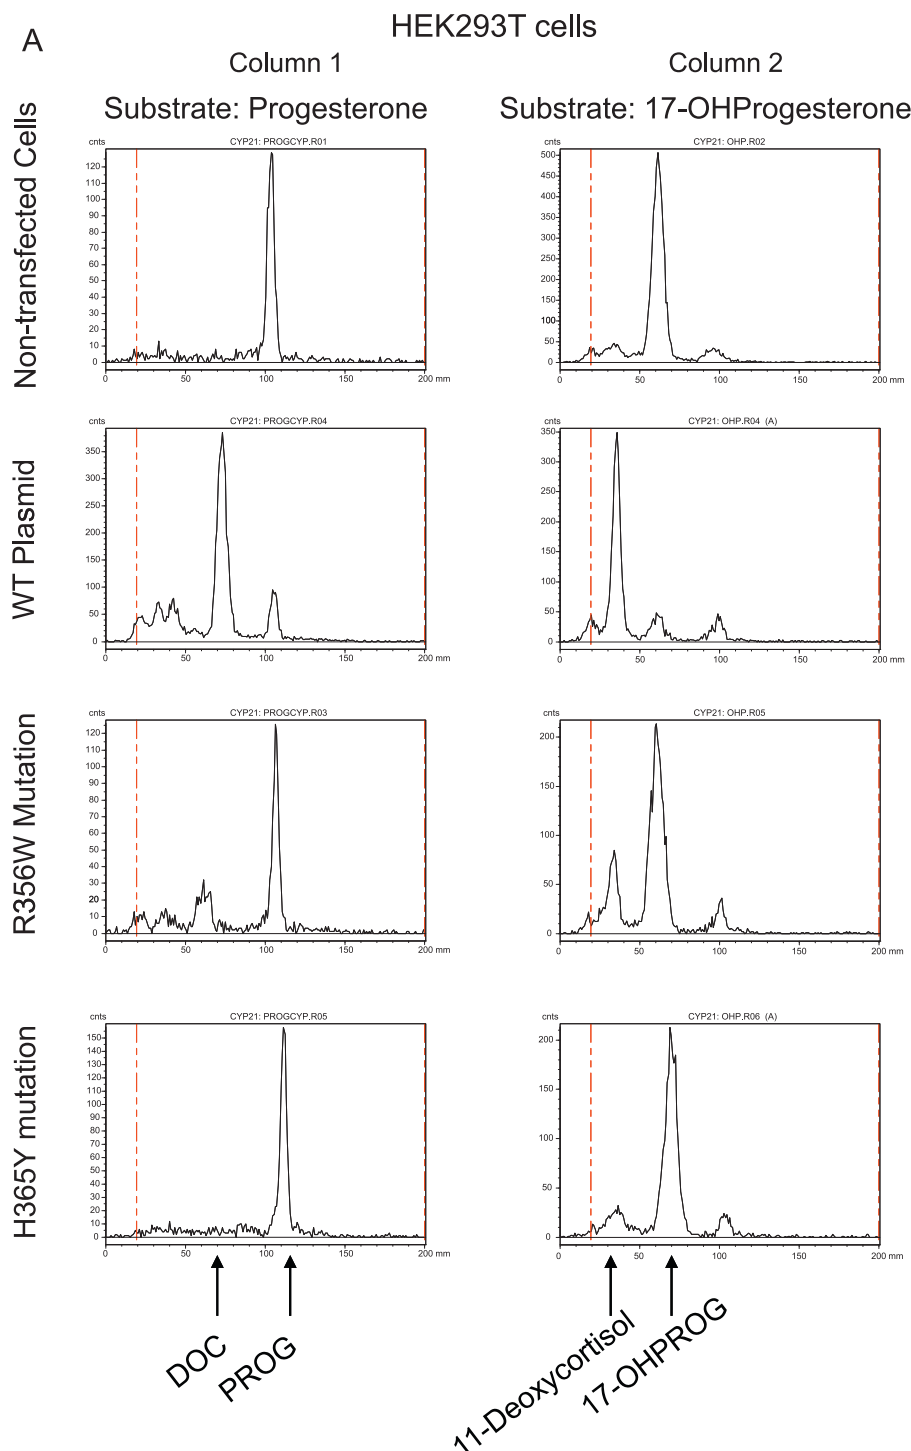 A
HEK293T cells
Column 1
Column 2
Substrate: Progesterone
Substrate: 17-OHProgesterone
Non-transfected Cells
cnts
CYP21: PROGCYP.R01
120
110
100
90
80
70
60
50
40
30
20
10
0
0 50 100 150 200 mm
cnts
CYP21: OHP.R02
500
450
400
350
300
250
200
150
100
50
0
0 50 100 150 200 mm
WT Plasmid
cnts
CYP21: PROGCYP.R04
350
300
250
200
150
100
50
0
0 50 100 150 200 mm
cnts
CYP21: OHP.R04 (A)
350
300
250
200
150
100
50
0
0 50 100 150 200 mm
R356W Mutation
cnts
CYP21: PROGCYP.R03
120
110
100
90
80
70
60
50
40
30
20
10
0
0 50 100 150 200 mm
cnts
CYP21: OHP.R05
200
150
100
50
0
0 50 100 150 200 mm
H365Y mutation
cnts
CYP21: PROGCYP.R05
150
140
130
120
110
100
90
80
70
60
50
40
30
20
10
0
0 50 100 150 200 mm
cnts
CYP21: OHP.R06 (A)
200
150
100
50
0
0 50 100 150 200 mm
DOC
PROG
11-Deoxycortisol
17-OHPROG